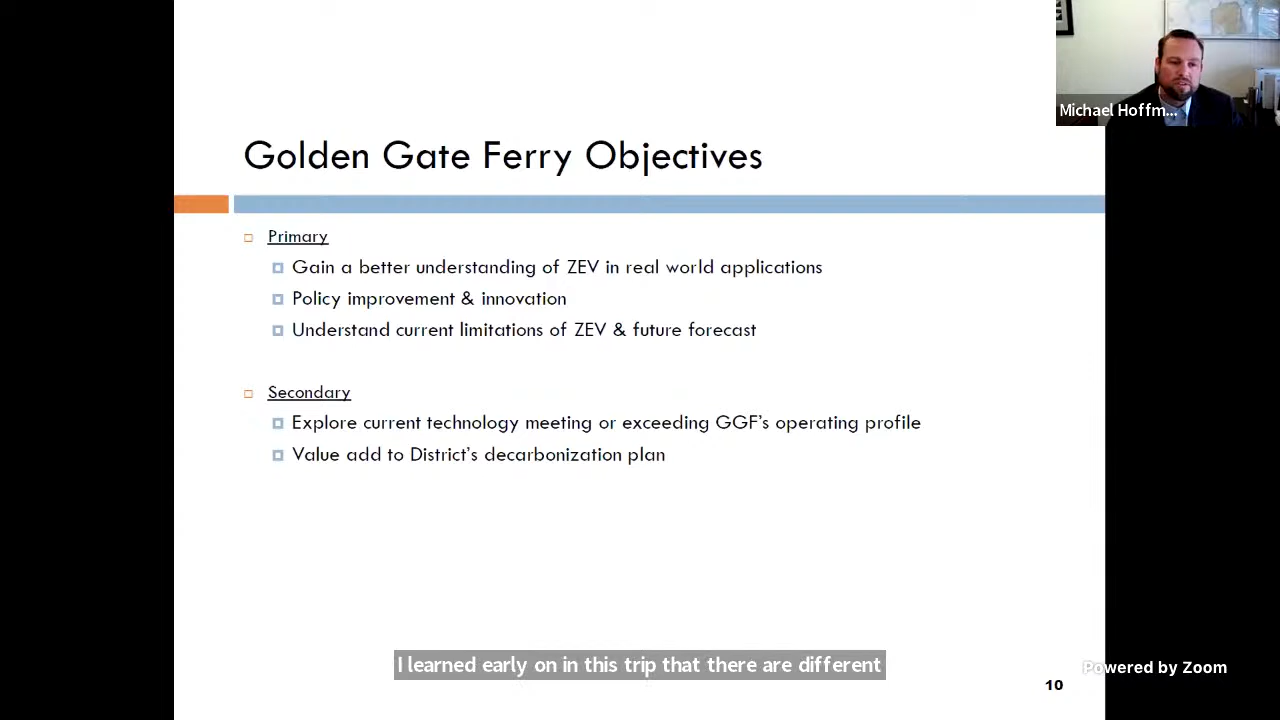 Michael Hoffm...
Golden Gate Ferry Objectives
Primary
Gain a better understanding of ZEV in real world applications
Policy improvement & innovation
Understand current limitations of ZEV & future forecast
Secondary
Explore current technology meeting or exceeding GGF's operating profile
Value add to District's decarbonization plan
I learned early on in this trip that there are different
Powered by Zoom
10